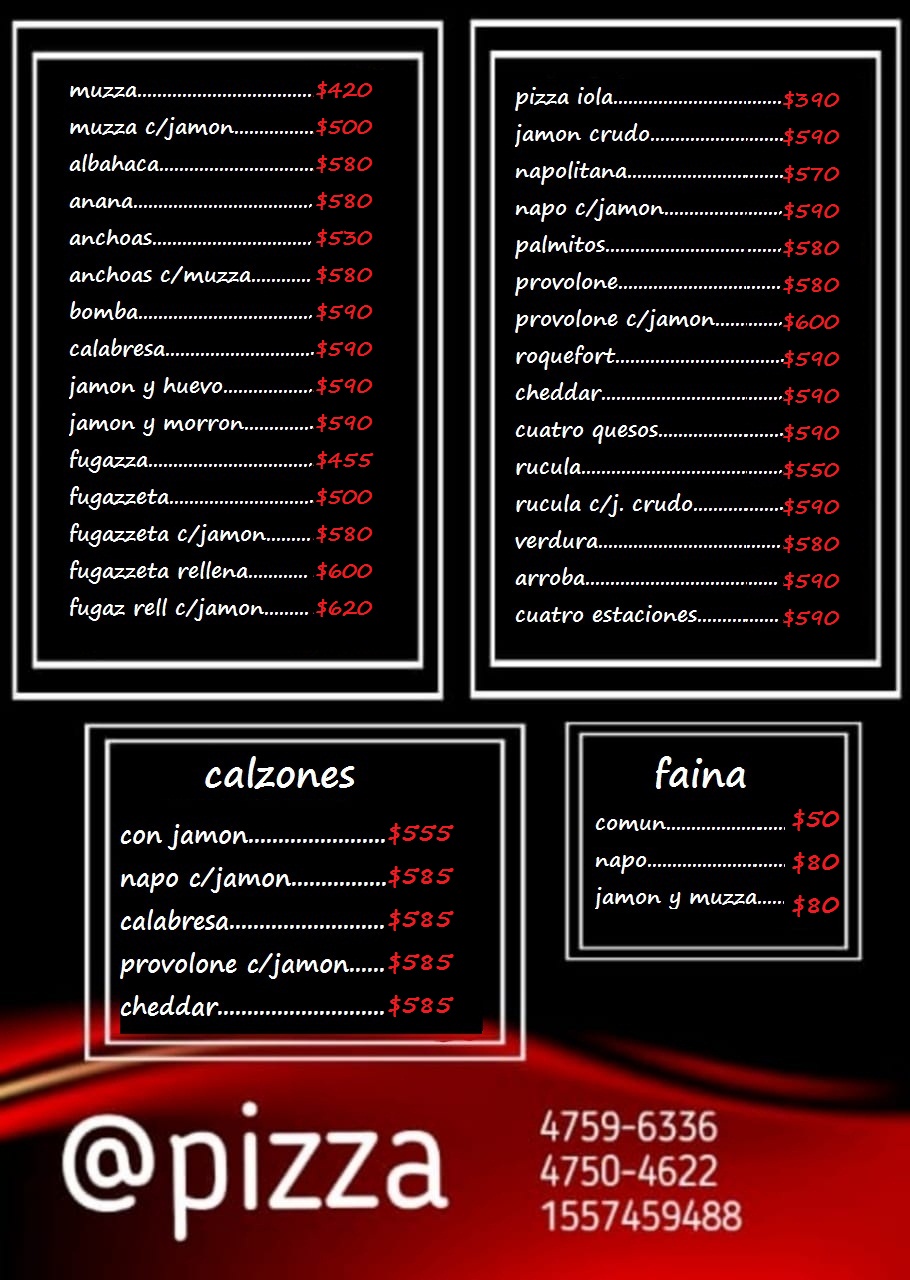 muzza................................$420
muzza c/jamon...............$500
albahaca............................$580
anana.................................$580
anchoas.............................$530
anchoas c/muzza...........$580
bomba................................$590
calabresa...........................$590
jamon y huevo................$590
jamon y morron.............$590
fugazza..............................$455
fugazzeta..........................$500
fugazzeta c/jamon........$580
fugazzeta rellena...........$600
fugaz rell c/jamon........$620
pizza iola...............................$390
jamon crudo........................$590
napolitana............................$570
napo c/jamon......................$590
palmitos................................$580
provolone..............................$580
provolone c/jamon.............$600
roquefort...............................$590
cheddar.................................$590
cuatro quesos.......................$590
rucula.....................................$550
rucula c/j. crudo................$590
verdura.................................$580
arroba...................................$590
cuatro estaciones...............$590
calzones
con jamon.......................$555
napo c/jamon................$585
calabresa..........................$585
provolone c/jamon......$585
cheddar............................$585
faina
comun......................$50
napo.........................$80
jamon y muzza.....$80
@pizza
4759-6336
4750-4622
1557459488